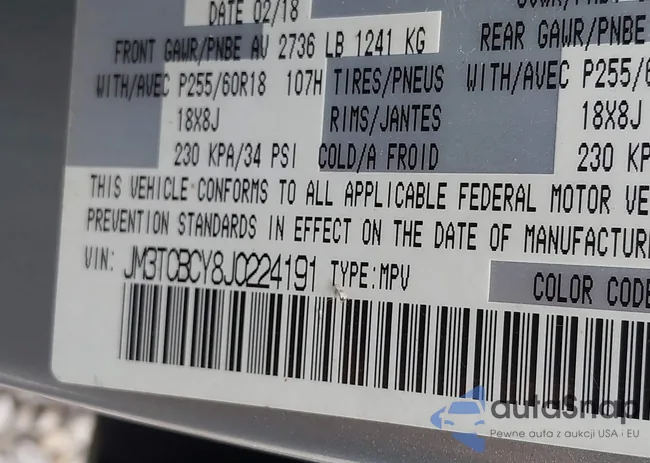 DATE 02/18
FRONT GAWR/PNBE AV 2736 LB 1241 KG
REAR GAWR/PNBE
WITH/AVEC P255/60R18 107H TIRES/PNEUS WITH/AVEC P255/6
18X8J RIMS/JANTES 18X8J
230 KPA/34 PSI COLD/A FROID 230 KP
THIS VEHICLE CONFORMS TO ALL APPLICABLE FEDERAL MOTOR VE
PREVENTION STANDARDS IN EFFECT ON THE DATE OF MANUFACTUR
VIN: JM3TCBCY8J0224191 TYPE:MPV
COLOR CODE
autoSnap
Pewne auta z aukcji USA i EU